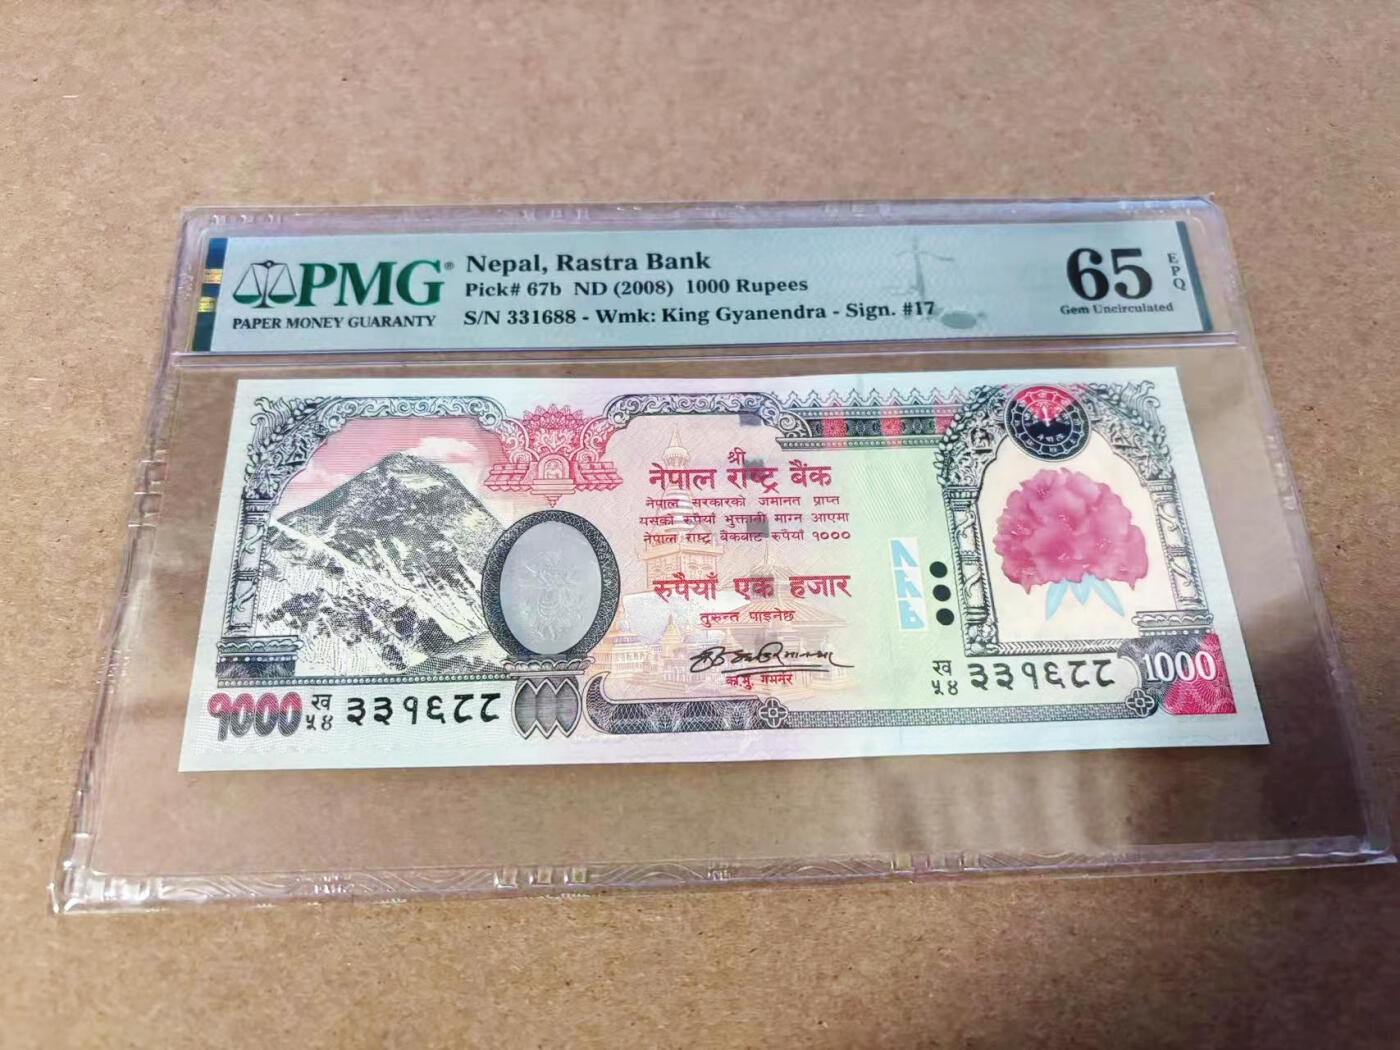 PMG®
PAPER MONEY GUARANTY
Nepal, Rastra Bank
Pick# 67b ND (2008) 1000 Rupees
S/N 331688 - Wmk: King Gyanendra - Sign. #17
65
EPQ
Gem Uncirculated
श्री
नेपाल राष्ट्र बैंक
नेपाल सरकारको जमानत प्राप्त
यसको रुपैयाँ भुक्तानी माग्न आएमा
नेपाल राष्ट्र बैंकबाट रुपैयाँ १०००
रुपैयाँ एक हजार
तुरुन्त पाइनेछ
का.मु. गभर्नर
ख ५४ ३३१६८८
1000
१००० ख ५४ ३३१६८८